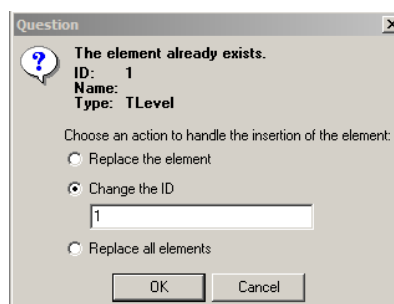 Question
The element already exists.
ID: 1
Name:
Type: TLevel
Choose an action to handle the insertion of the element:
Replace the element
Change the ID
1
Replace all elements
OK Cancel